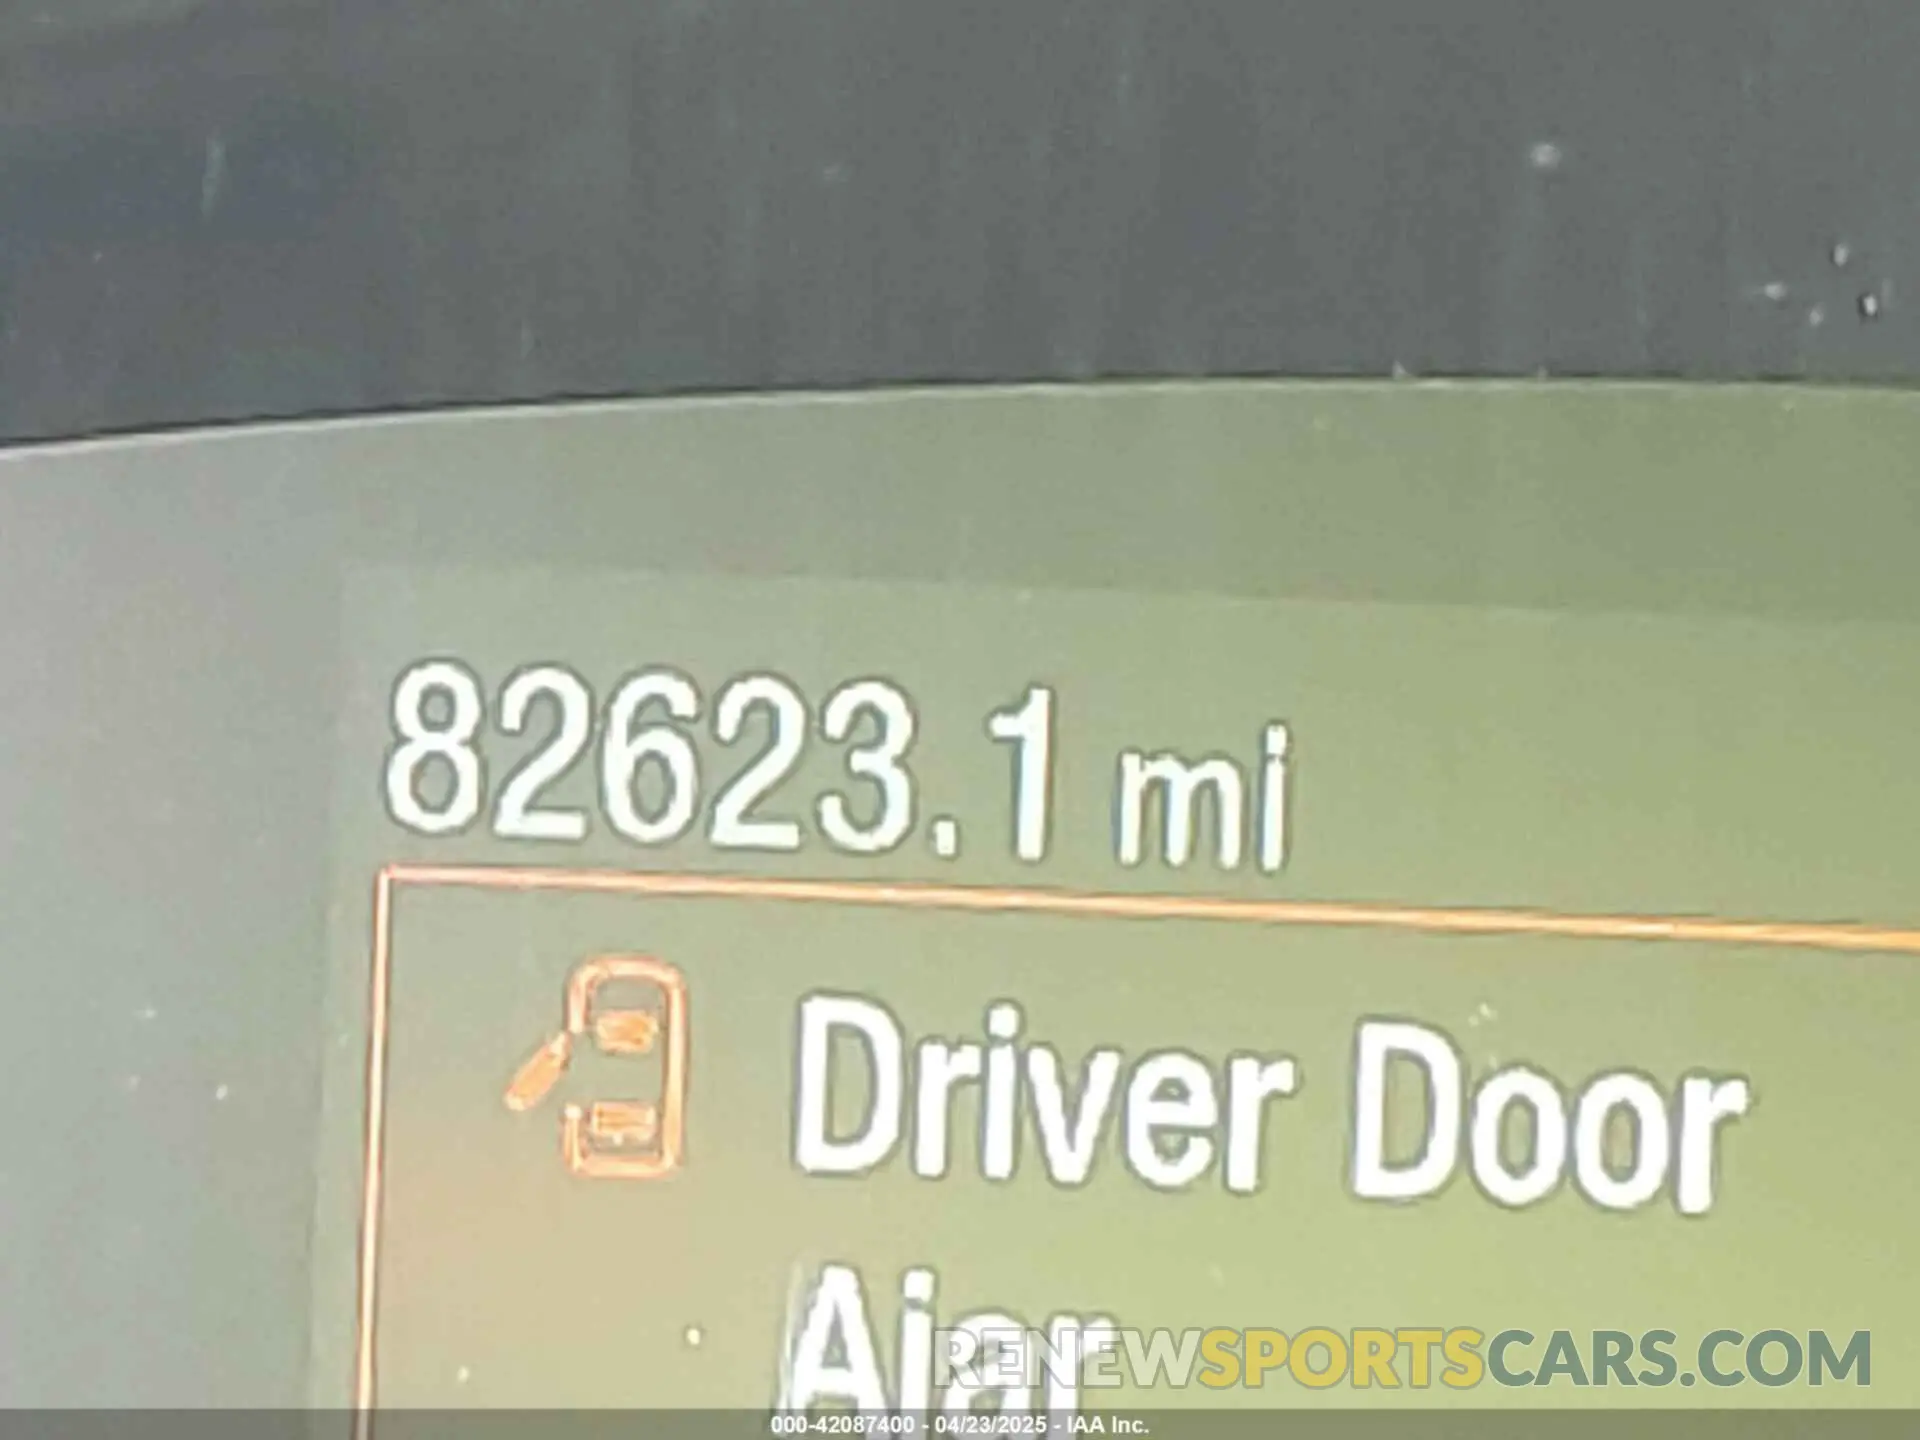 82623.1 mi
Driver Door
Ajar
RENEWSPORTSCARS.COM
000-42087400 - 04/23/2025 - IAA Inc.